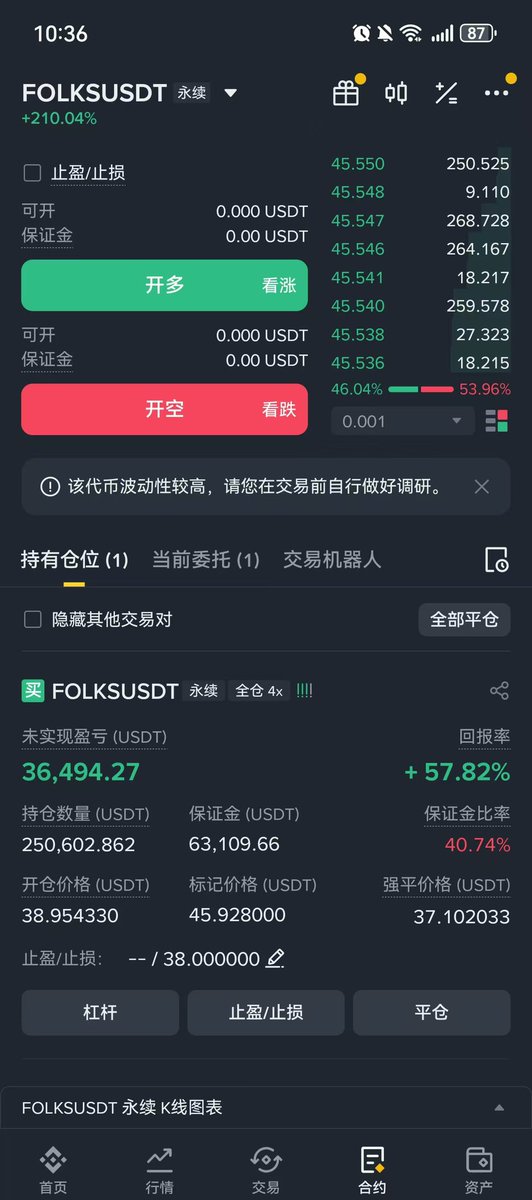 10:36
87
FOLKSUSDT 永续
+210.04%
止盈/止损
可开 0.000 USDT
保证金 0.00 USDT
开多 看涨
可开 0.000 USDT
保证金 0.00 USDT
开空 看跌
45.550 250.525
45.548 9.110
45.547 268.728
45.546 264.167
45.541 18.217
45.540 259.578
45.538 27.323
45.536 18.215
46.04% 53.96%
0.001
该代币波动性较高，请您在交易前自行做好调研。
持有仓位 (1) 当前委托 (1) 交易机器人
隐藏其他交易对 全部平仓
买 FOLKSUSDT 永续 全仓 4x !!!!
未实现盈亏 (USDT) 回报率
36,494.27 + 57.82%
持仓数量 (USDT) 保证金 (USDT) 保证金比率
250,602.862 63,109.66 40.74%
开仓价格 (USDT) 标记价格 (USDT) 强平价格 (USDT)
38.954330 45.928000 37.102033
止盈/止损： -- / 38.000000
杠杆 止盈/止损 平仓
FOLKSUSDT 永续 K线图表
首页 行情 交易 合约 资产